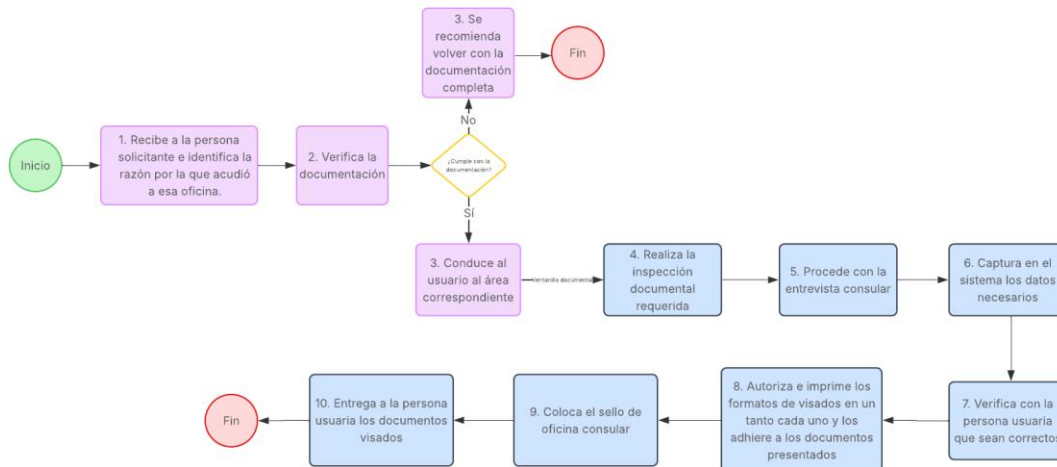 3. Se
recomienda
volver con la
documentación
completa
Fin
No
Inicio
1. Recibe a la persona
solicitante e identifica la
razón por la que acudió
a esa oficina.
2. Verifica la
documentación
¿Cumple con la
documentación?
Sí
3. Conduce al
usuario al área
correspondiente
Ventanilla documental
4. Realiza la
inspección
documental
requerida
5. Procede con la
entrevista consular
6. Captura en el
sistema los datos
necesarios
7. Verifica con la
persona usuaria
que sean correctos
8. Autoriza e imprime los
formatos de visados en un
tanto cada uno y los
adhiere a los documentos
presentados
9. Coloca el sello de
oficina consular
10. Entrega a la persona
usuaria los documentos
visados
Fin